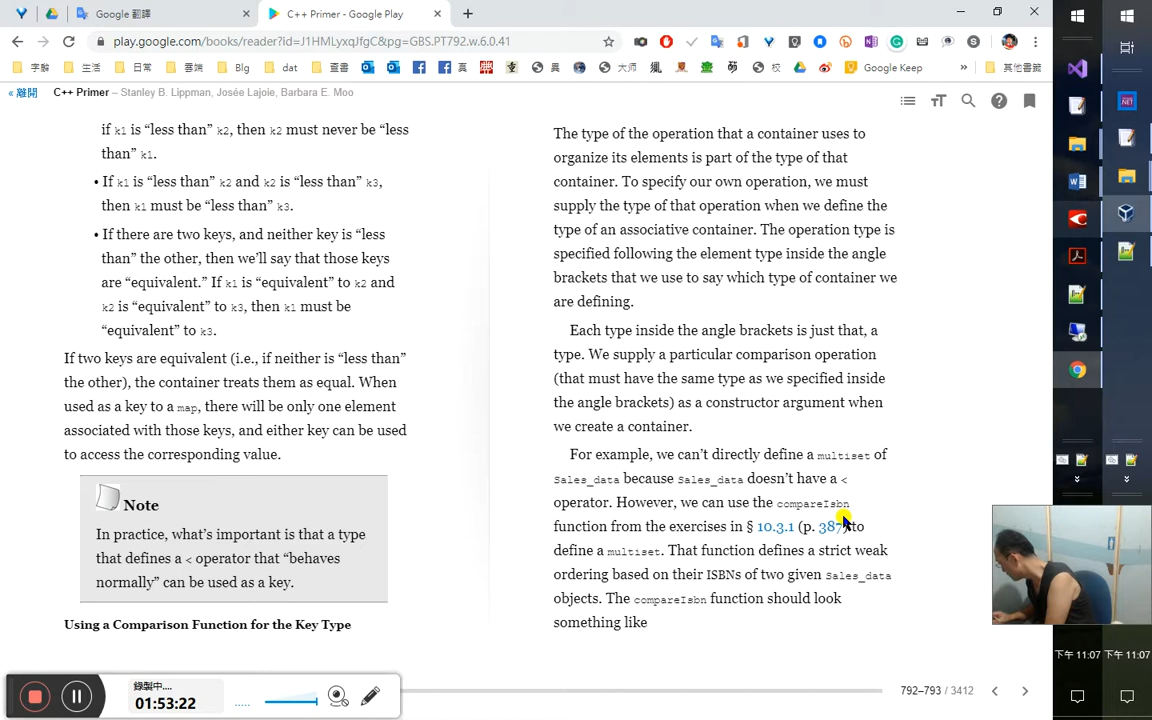 Google 翻譯
C++ Primer - Google Play
play.google.com/books/reader?id=J1HMLyxqJfgC&pg=GBS.PT792.w.6.0.41
字辭
生活
日常
雲端
Blg
dat
查書
真
異
大师
校
Google Keep
其他書籤
« 離開
C++ Primer – Stanley B. Lippman, Josée Lajoie, Barbara E. Moo
if k1 is “less than” k2, then k2 must never be “less
than” k1.
• If k1 is “less than” k2 and k2 is “less than” k3,
then k1 must be “less than” k3.
• If there are two keys, and neither key is “less
than” the other, then we’ll say that those keys
are “equivalent.” If k1 is “equivalent” to k2 and
k2 is “equivalent” to k3, then k1 must be
“equivalent” to k3.
If two keys are equivalent (i.e., if neither is “less than”
the other), the container treats them as equal. When
used as a key to a map, there will be only one element
associated with those keys, and either key can be used
to access the corresponding value.
Note
In practice, what’s important is that a type
that defines a < operator that “behaves
normally” can be used as a key.
Using a Comparison Function for the Key Type
The type of the operation that a container uses to
organize its elements is part of the type of that
container. To specify our own operation, we must
supply the type of that operation when we define the
type of an associative container. The operation type is
specified following the element type inside the angle
brackets that we use to say which type of container we
are defining.
Each type inside the angle brackets is just that, a
type. We supply a particular comparison operation
(that must have the same type as we specified inside
the angle brackets) as a constructor argument when
we create a container.
For example, we can’t directly define a multiset of
Sales_data because Sales_data doesn’t have a <
operator. However, we can use the compareIsbn
function from the exercises in § 10.3.1 (p. 387) to
define a multiset. That function defines a strict weak
ordering based on their ISBNs of two given Sales_data
objects. The compareIsbn function should look
something like
792–793 / 3412
錄製中....
01:53:22
下午 11:07
下午 11:07